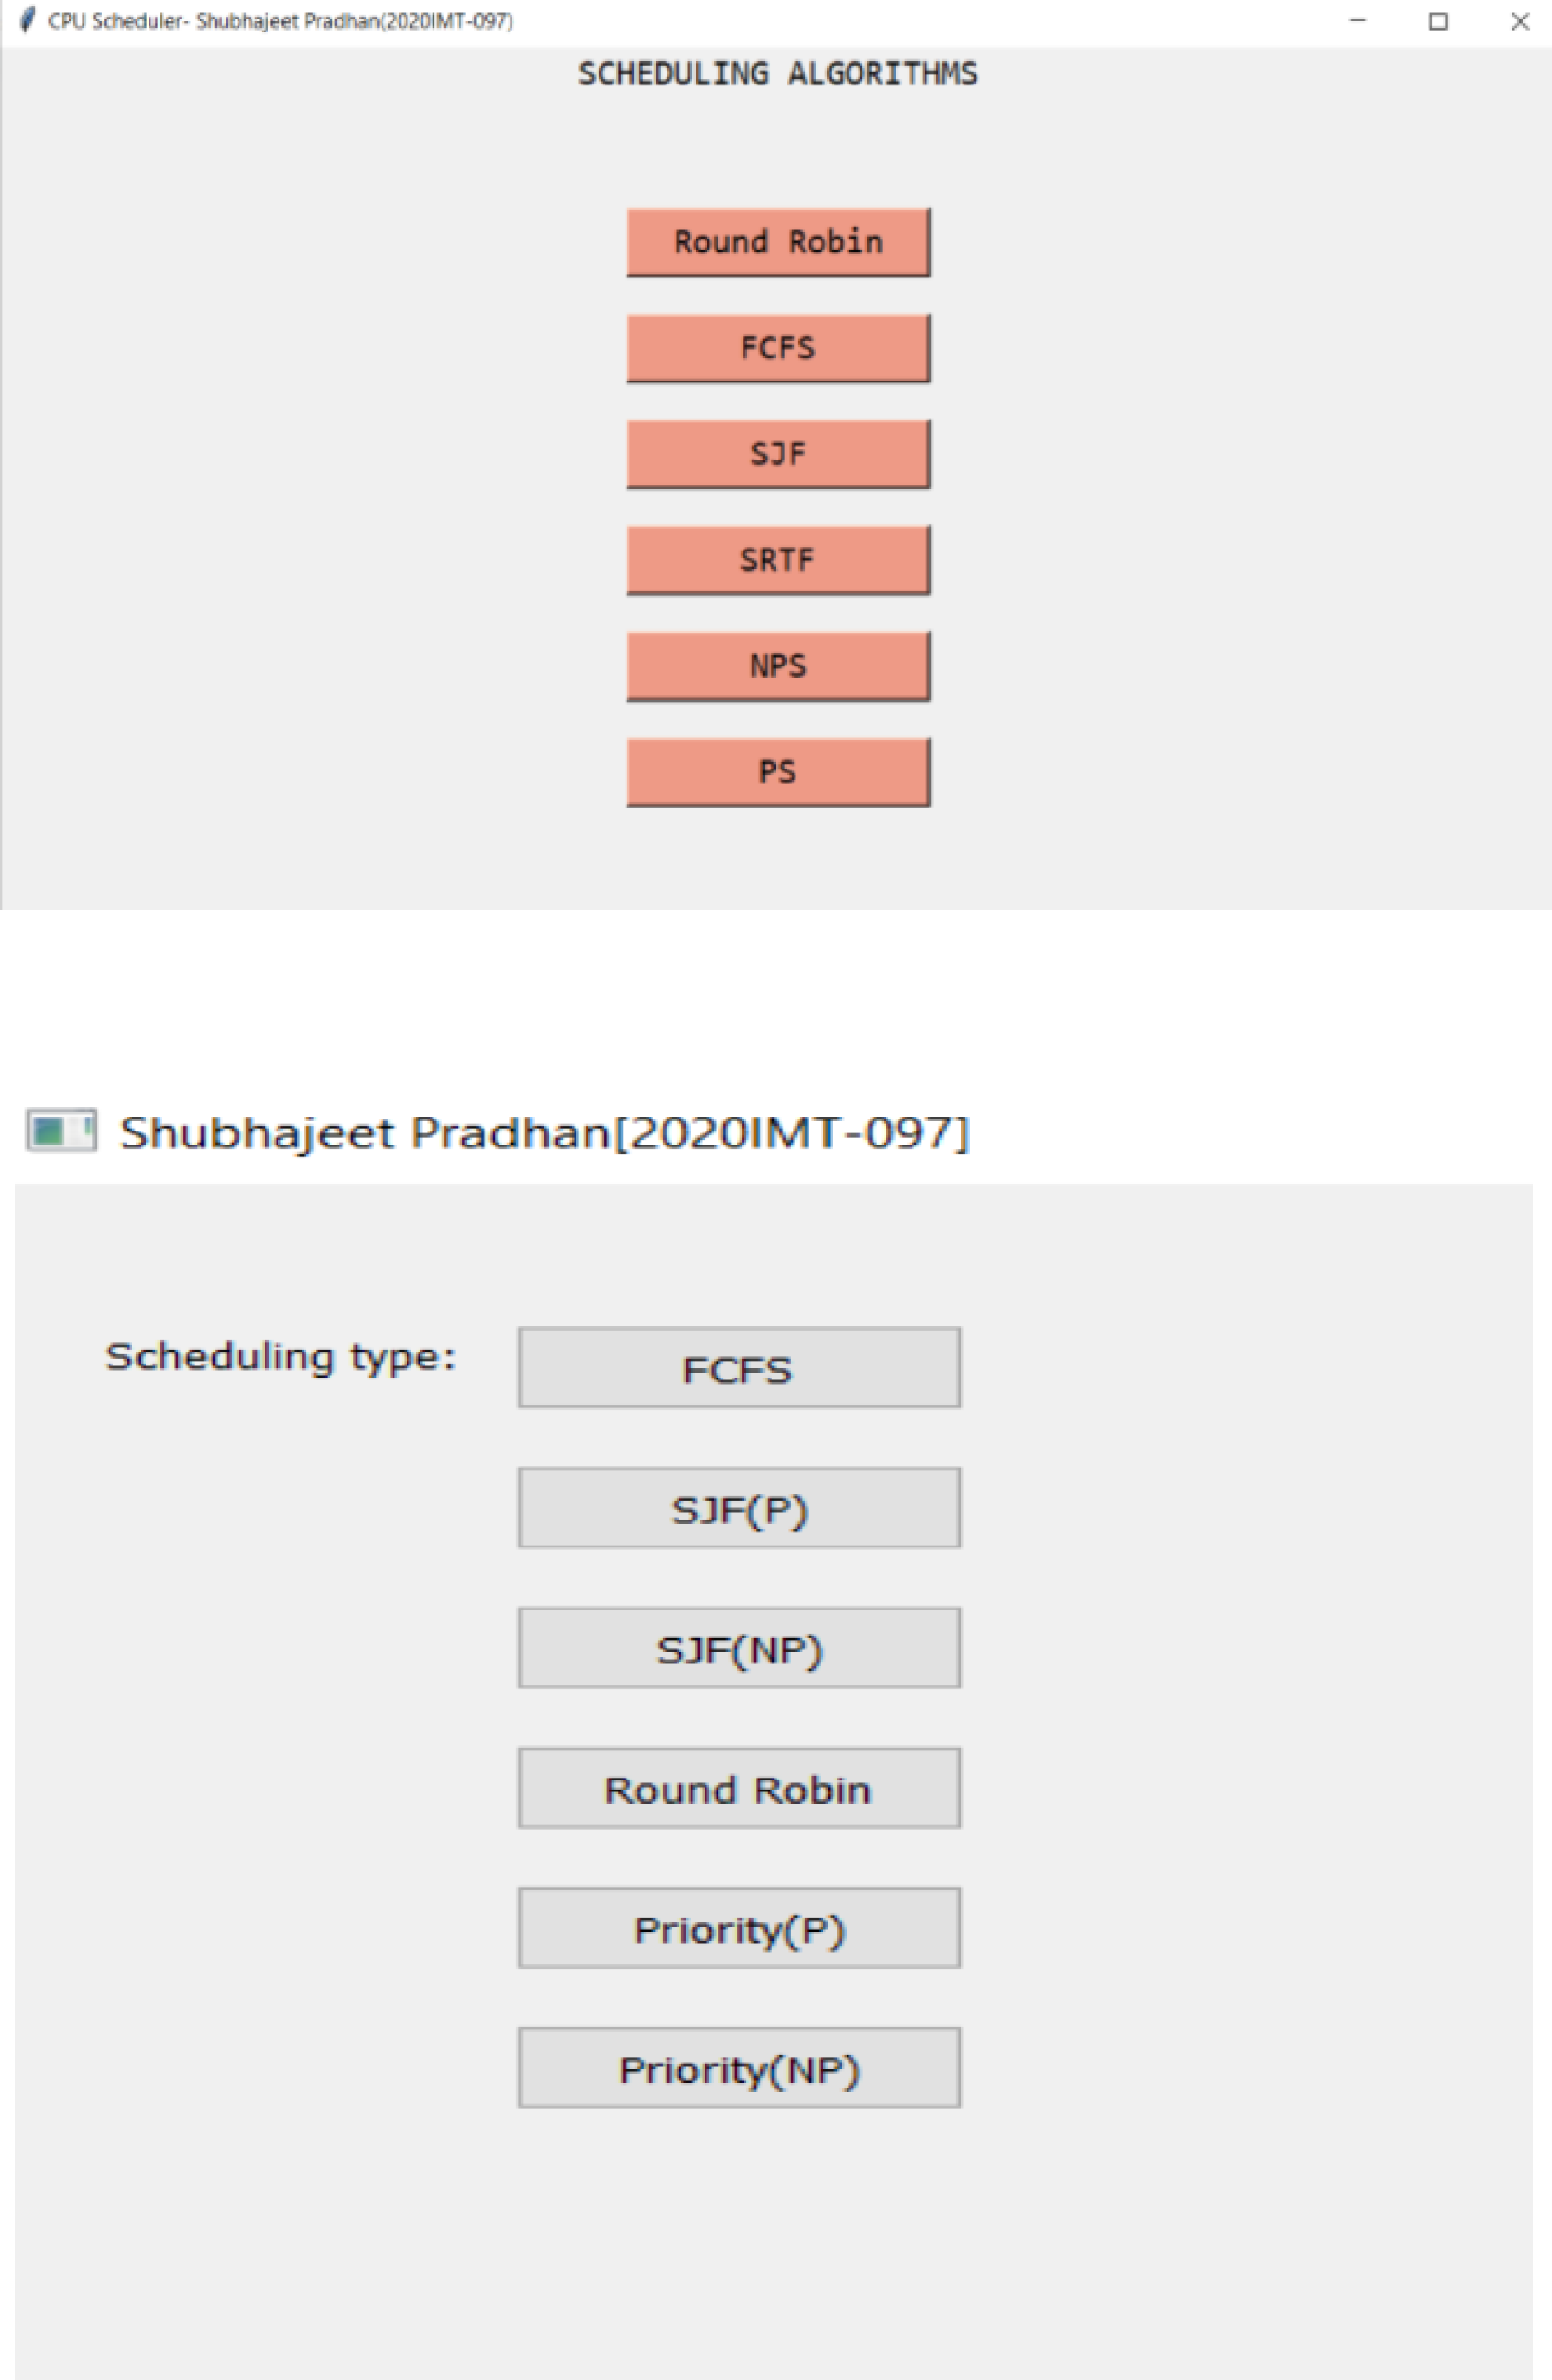 CPU Scheduler- Shubhajeet Pradhan(2020IMT-097)
SCHEDULING ALGORITHMS
Round Robin
FCFS
SJF
SRTF
NPS
PS
Shubhajeet Pradhan[2020IMT-097]
Scheduling type: FCFS
SJF(P)
SJF(NP)
Round Robin
Priority(P)
Priority(NP)